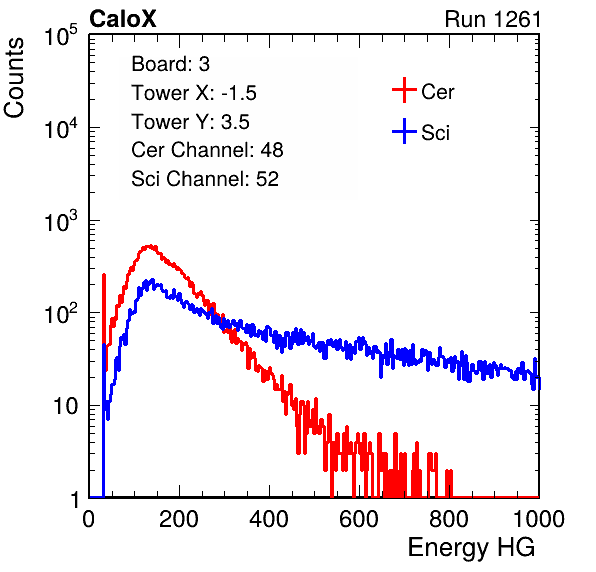 CaloX Run 1261
Counts
10^5
10^4
10^3
10^2
10
1
Board: 3
Tower X: -1.5
Tower Y: 3.5
Cer Channel: 48
Sci Channel: 52
Cer
Sci
0 200 400 600 800 1000
Energy HG